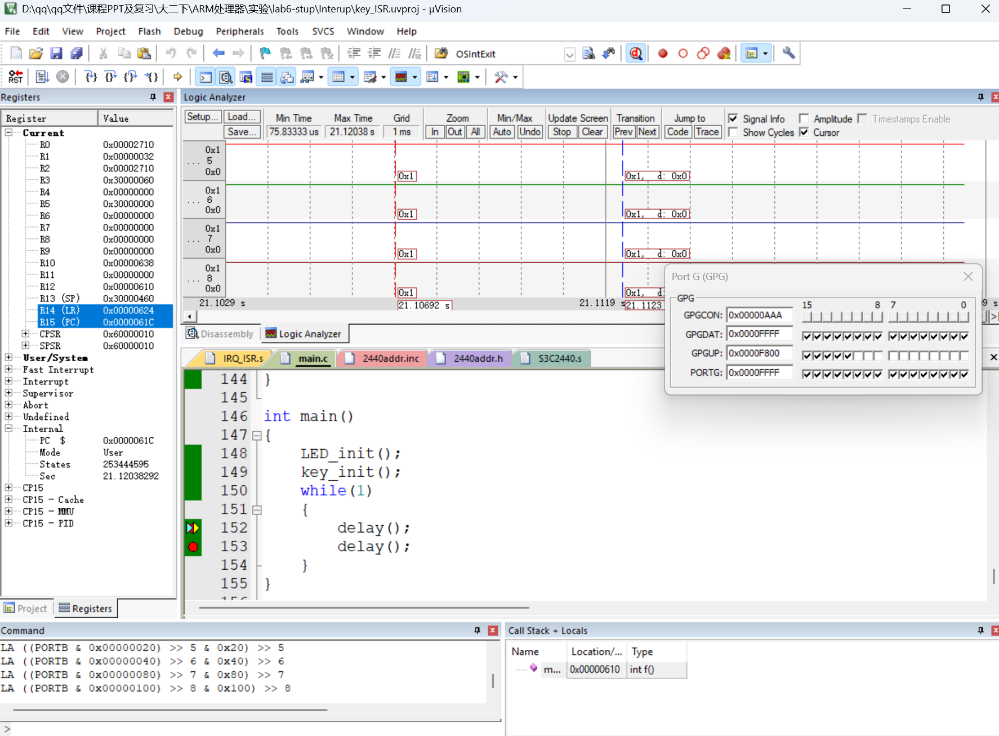 D:\qq\qq文件\课程PPT及复习\大二下\ARM处理器\实验\lab6-stup\Interup\key_ISR.uvproj - µVision
File Edit View Project Flash Debug Peripherals Tools SVCS Window Help
OSIntExit
RST
Registers
Register Value
Current
R0 0x00002710
R1 0x00000032
R2 0x00002710
R3 0x30000060
R4 0x00000000
R5 0x30000000
R6 0x00000000
R7 0x00000000
R8 0x00000000
R9 0x00000000
R10 0x00000638
R11 0x00000000
R12 0x00000610
R13 (SP) 0x30000460
R14 (LR) 0x00000624
R15 (PC) 0x0000061C
CPSR 0x60000010
SPSR 0x60000010
User/System
Fast Interrupt
Interrupt
Supervisor
Abort
Undefined
Internal
PC $ 0x0000061C
Mode User
States 253444595
Sec 21.12038292
CP15
CP15 - Cache
CP15 - MMU
CP15 - PID
Project Registers
Logic Analyzer
Setup... Load... Min Time Max Time Grid Zoom Min/Max Update Screen Transition Jump to Signal Info Amplitude Timestamps Enable
Save... 75.83333 us 21.12038 s 1 ms In Out All Auto Undo Stop Clear Prev Next Code Trace Show Cycles Cursor
0x1
... 5
0x0 0x1 0x1, d: 0x0
0x1
... 6
0x0 0x1 0x1, d: 0x0
0x1
... 7
0x0 0x1 0x1, d: 0x0
0x1
... 8
0x0 0x1 0x1, d:
21.1029 s 21.10692 s 21.1119 s 21.1123 9 s
Disassembly Logic Analyzer
Port G (GPG)
GPG
15 8 7 0
GPGCON: 0x00000AAA
GPGDAT: 0x0000FFFF
GPGUP: 0x0000F800
PORTG: 0x0000FFFF
IRQ_ISR.s main.c 2440addr.inc 2440addr.h S3C2440.s
144 }
145
146 int main()
147 {
148 LED_init();
149 key_init();
150 while(1)
151 {
152 delay();
153 delay();
154 }
155 }
Command
LA ((PORTB & 0x00000020) >> 5 & 0x20) >> 5
LA ((PORTB & 0x00000040) >> 6 & 0x40) >> 6
LA ((PORTB & 0x00000080) >> 7 & 0x80) >> 7
LA ((PORTB & 0x00000100) >> 8 & 0x100) >> 8
>
Call Stack + Locals
Name Location/... Type
m... 0x00000610 int f()